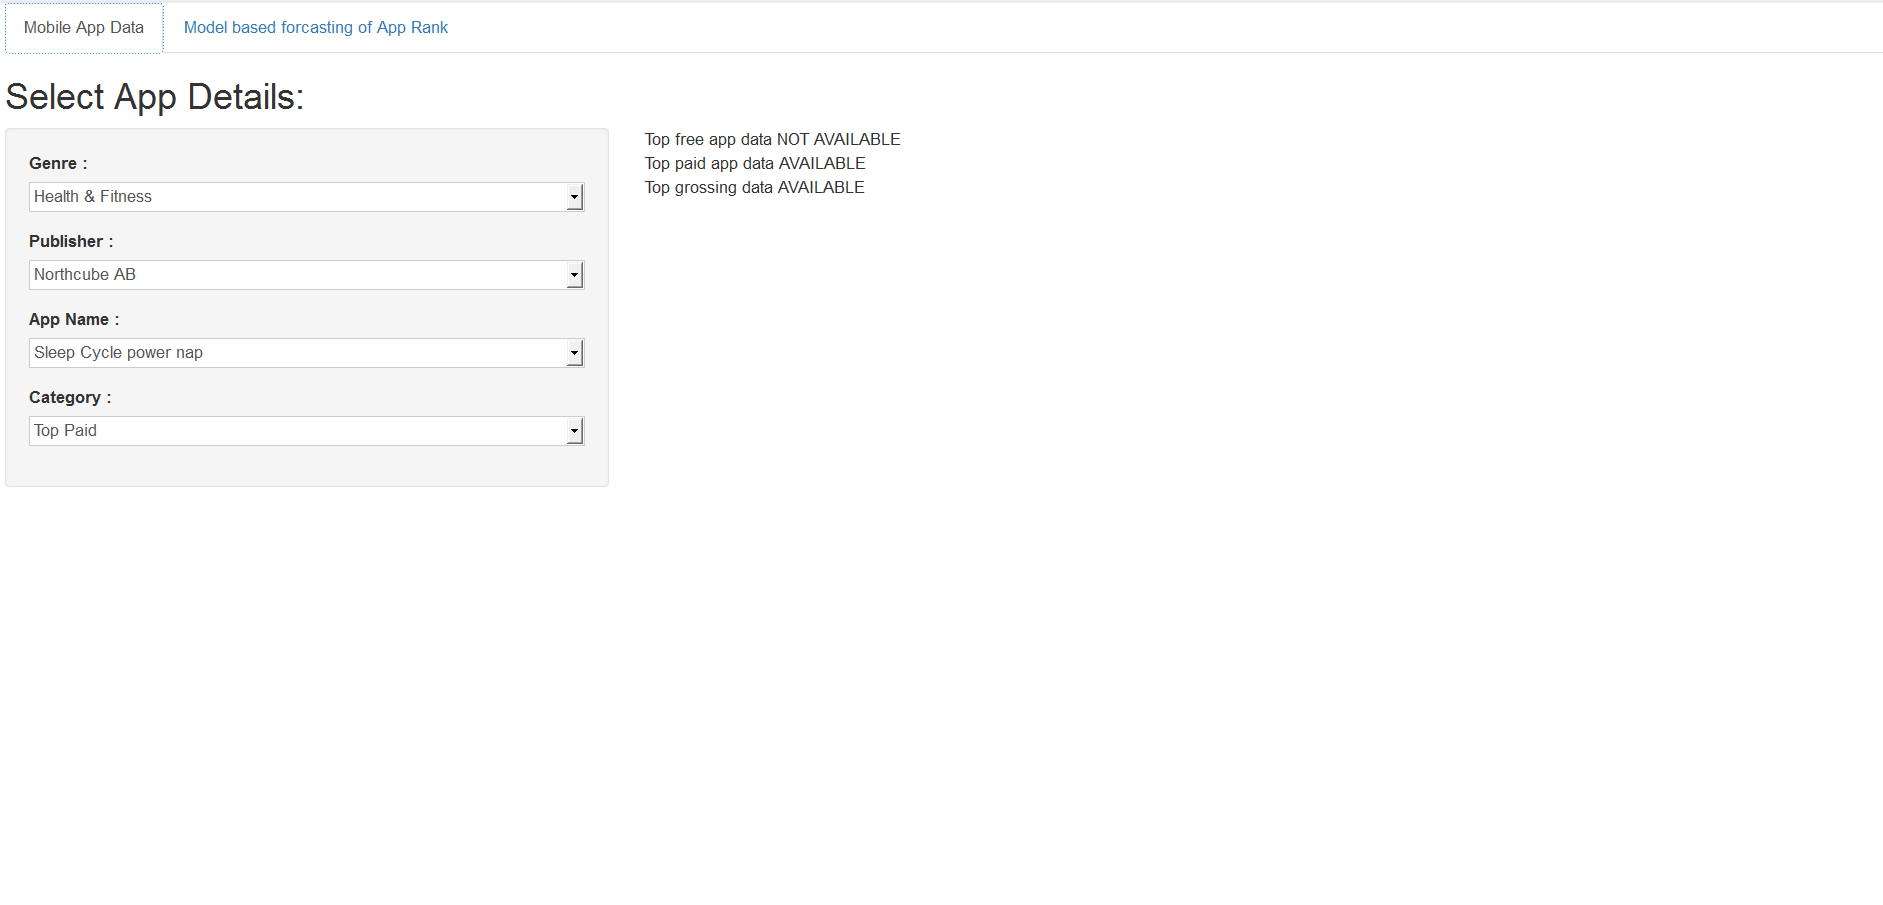 Mobile App Data
Model based forcasting of App Rank
Select App Details:
Genre :
Health & Fitness
Publisher :
Northcube AB
App Name :
Sleep Cycle power nap
Category :
Top Paid
Top free app data NOT AVAILABLE
Top paid app data AVAILABLE
Top grossing data AVAILABLE